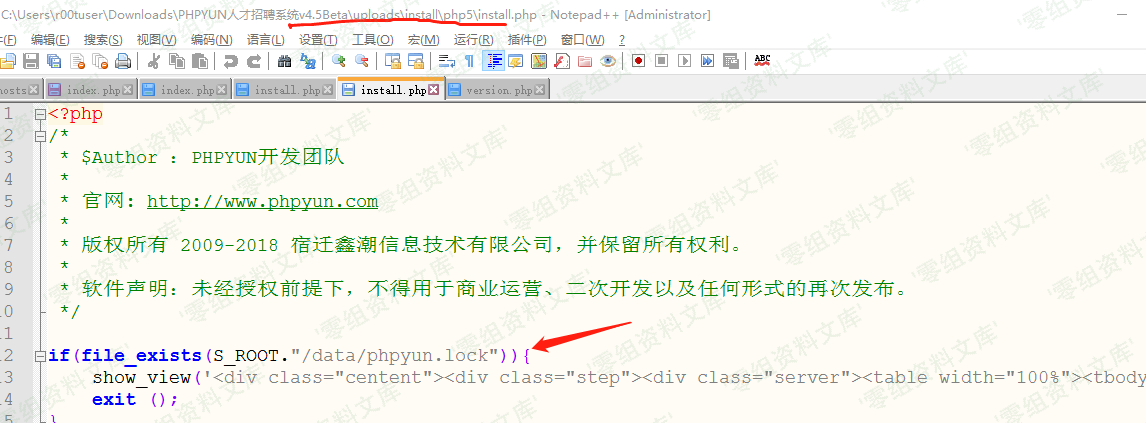 C:\Users\r00tuser\Downloads\PHPYUN人才招聘系统v4.5Beta\uploads\install\php5\install.php - Notepad++ [Administrator]
(F) 编辑(E) 搜索(S) 视图(V) 编码(N) 语言(L) 设置(T) 工具(O) 宏(M) 运行(R) 插件(P) 窗口(W) ?
ABC
hosts index.php index.php install.php install.php version.php
1 <?php
2 /*
3 * $Author : PHPYUN开发团队
4 *
5 * 官网: http://www.phpyun.com
6 *
7 * 版权所有 2009-2018 宿迁鑫潮信息技术有限公司，并保留所有权利。
8 *
9 * 软件声明：未经授权前提下，不得用于商业运营、二次开发以及任何形式的再次发布。
10 */
11
12 if(file_exists(S_ROOT."/data/phpyun.lock")){
13 show_view('<div class="centent"><div class="step"><div class="server"><table width="100%"><tbody
14 exit ();
}
'零组资料文库'